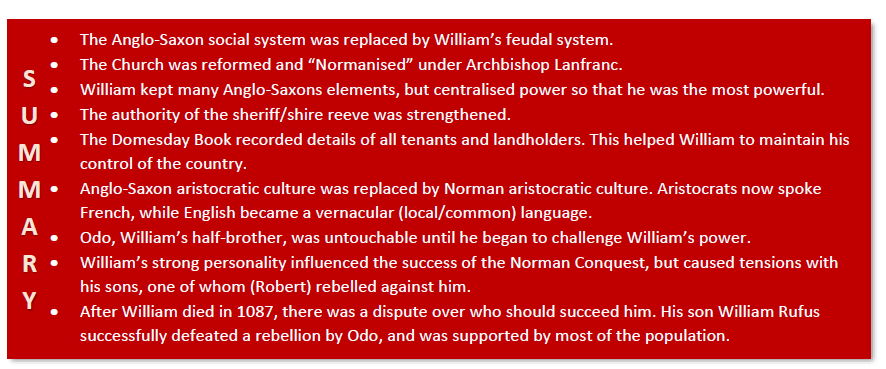 SUMMARY
• The Anglo-Saxon social system was replaced by William’s feudal system.
• The Church was reformed and “Normanised” under Archbishop Lanfranc.
• William kept many Anglo-Saxons elements, but centralised power so that he was the most powerful.
• The authority of the sheriff/shire reeve was strengthened.
• The Domesday Book recorded details of all tenants and landholders. This helped William to maintain his
control of the country.
• Anglo-Saxon aristocratic culture was replaced by Norman aristocratic culture. Aristocrats now spoke
French, while English became a vernacular (local/common) language.
• Odo, William’s half-brother, was untouchable until he began to challenge William’s power.
• William’s strong personality influenced the success of the Norman Conquest, but caused tensions with
his sons, one of whom (Robert) rebelled against him.
• After William died in 1087, there was a dispute over who should succeed him. His son William Rufus
successfully defeated a rebellion by Odo, and was supported by most of the population.